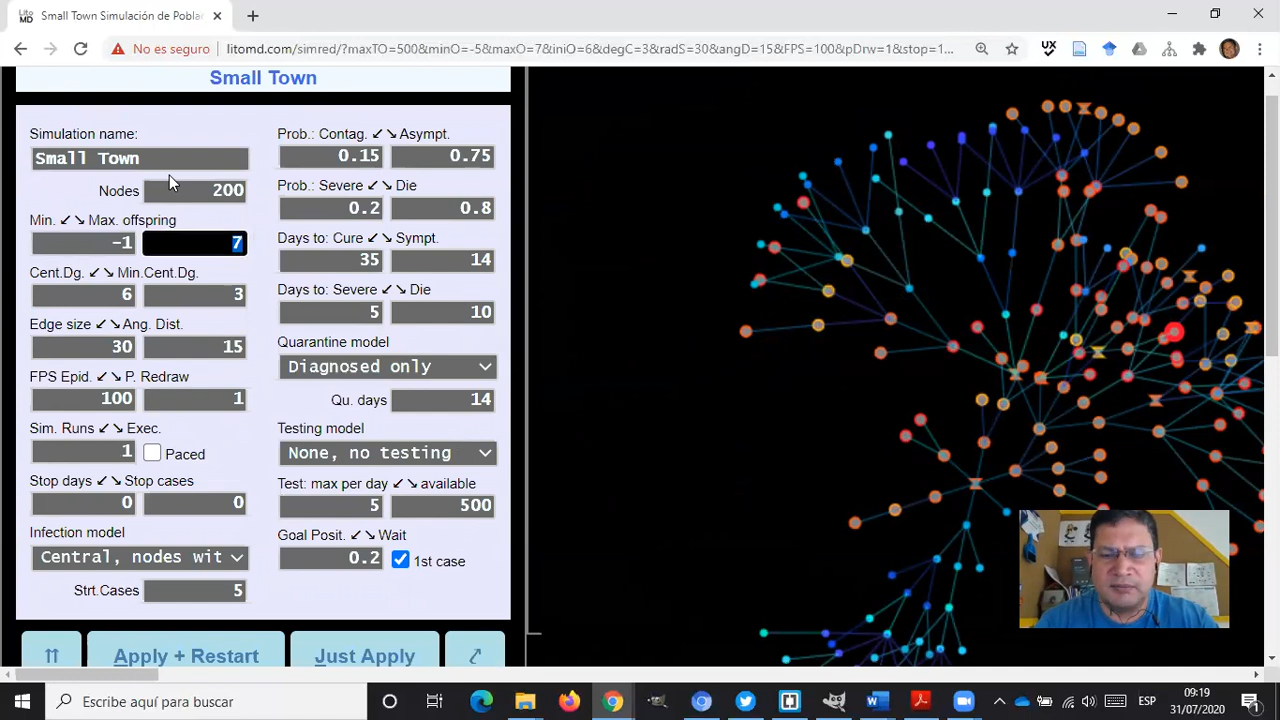 Lito
MD
Small Town Simulación de Pobla
No es seguro
litomd.com/simred/?maxTO=500&minO=-5&maxO=7&iniO=6&degC=3&radS=30&angD=15&FPS=100&pDrw=1&stop=1...
UX
Small Town
Simulation name:
Small Town
Nodes 200
Min. ↙↘ Max. offspring
-1 7
Cent.Dg. ↙↘ Min.Cent.Dg.
6 3
Edge size ↙↘ Ang. Dist.
30 15
FPS Epid. ↙↘ P. Redraw
100 1
Sim. Runs ↙↘ Exec.
1 Paced
Stop days ↙↘ Stop cases
0 0
Infection model
Central, nodes wit
Strt.Cases 5
Prob.: Contag. ↙↘ Asympt.
0.15 0.75
Prob.: Severe ↙↘ Die
0.2 0.8
Days to: Cure ↙↘ Sympt.
35 14
Days to: Severe ↙↘ Die
5 10
Quarantine model
Diagnosed only
Qu. days 14
Testing model
None, no testing
Test: max per day ↙↘ available
5 500
Goal Posit. ↙↘ Wait
0.2 1st case
⇈ Apply + Restart Just Apply ⤤
Escribe aquí para buscar
ESP
09:19
31/07/2020
1